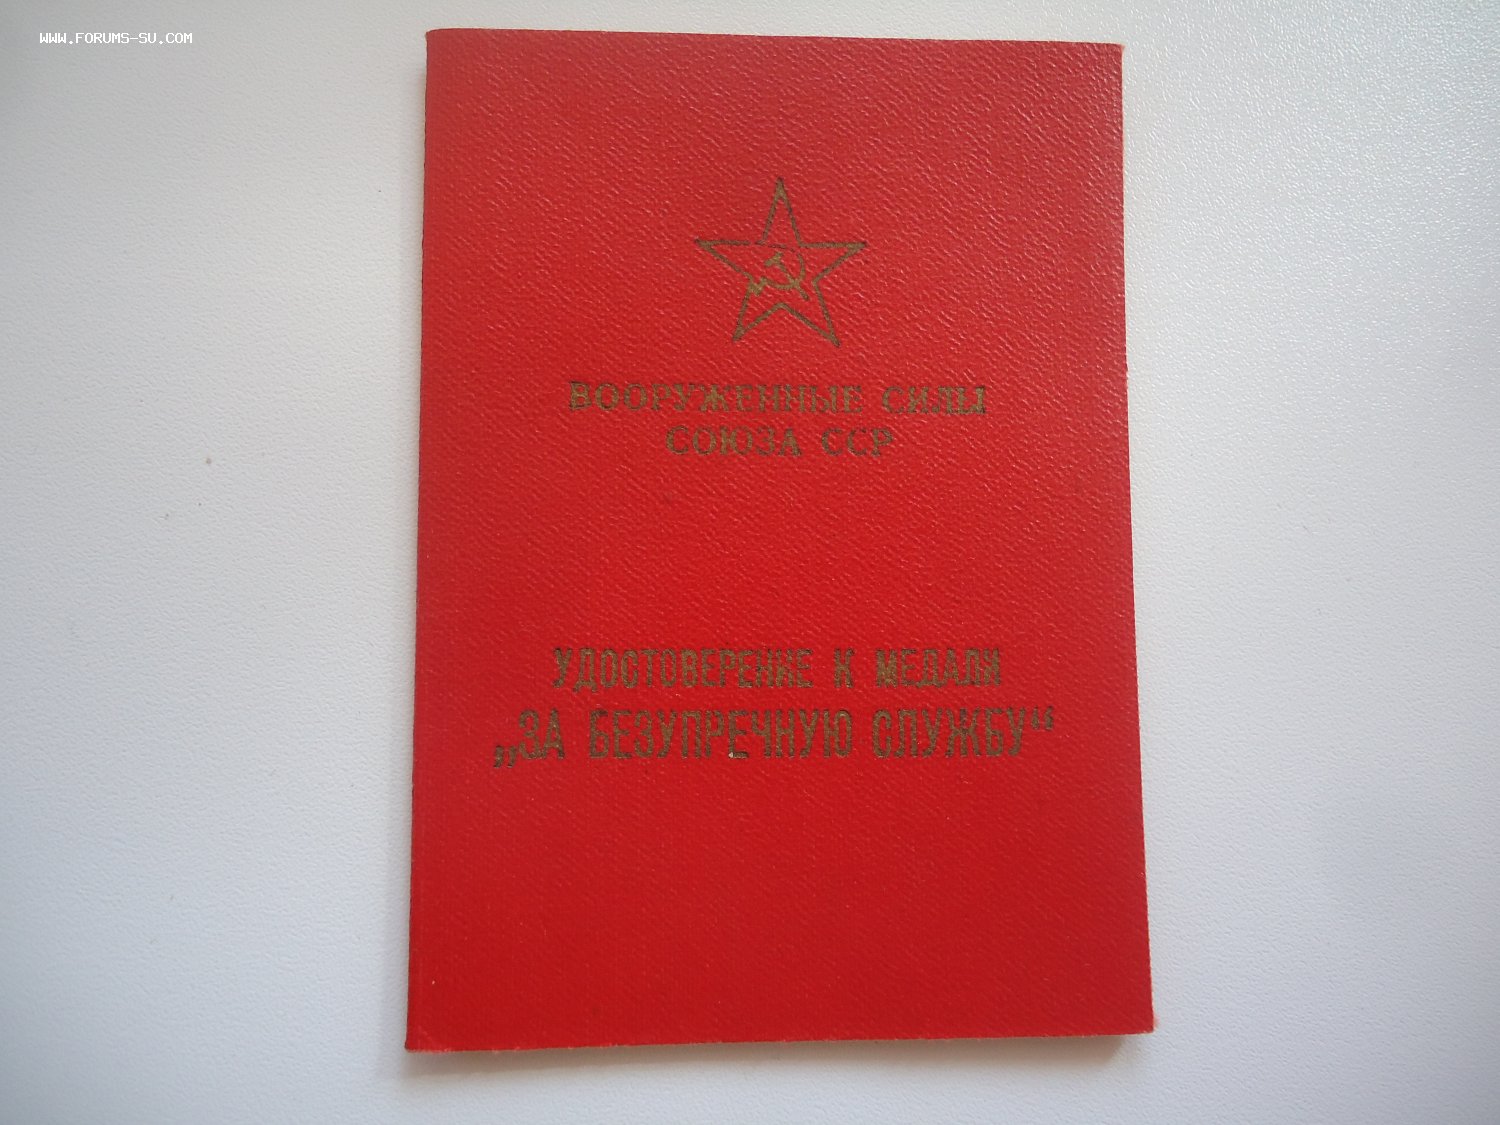 WWW.FORUMS-SU.COM
ВООРУЖЕННЫЕ СИЛЫ
СОЮЗА ССР
УДОСТОВЕРЕНИЕ К МЕДАЛИ
„ЗА БЕЗУПРЕЧНУЮ СЛУЖБУ“